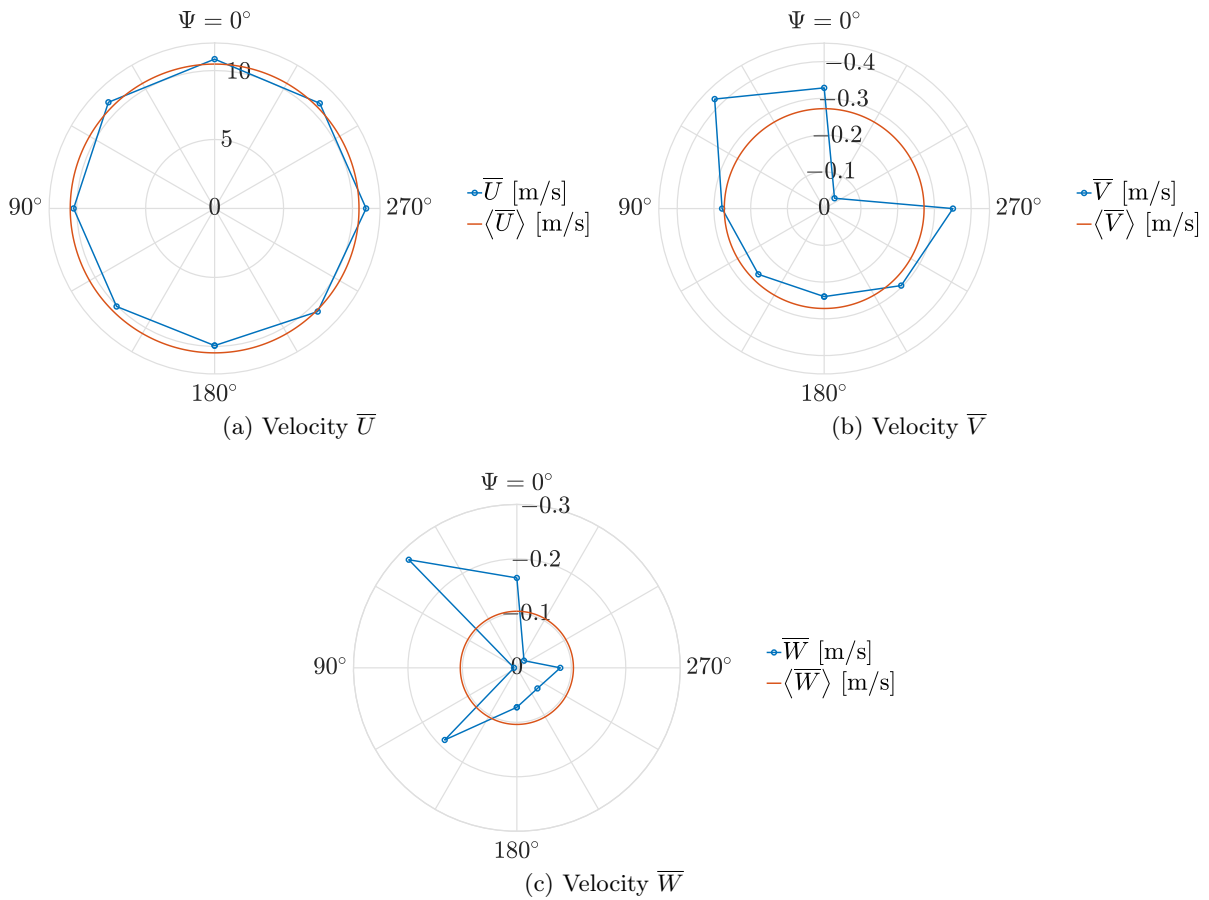 Ψ = 0°
10
5
0
90°
270°
180°
U̅ [m/s]
⟨U̅⟩ [m/s]
(a) Velocity U̅
Ψ = 0°
−0.4
−0.3
−0.2
−0.1
0
90°
270°
180°
V̅ [m/s]
⟨V̅⟩ [m/s]
(b) Velocity V̅
Ψ = 0°
−0.3
−0.2
−0.1
0
90°
270°
180°
W̅ [m/s]
⟨W̅⟩ [m/s]
(c) Velocity W̅